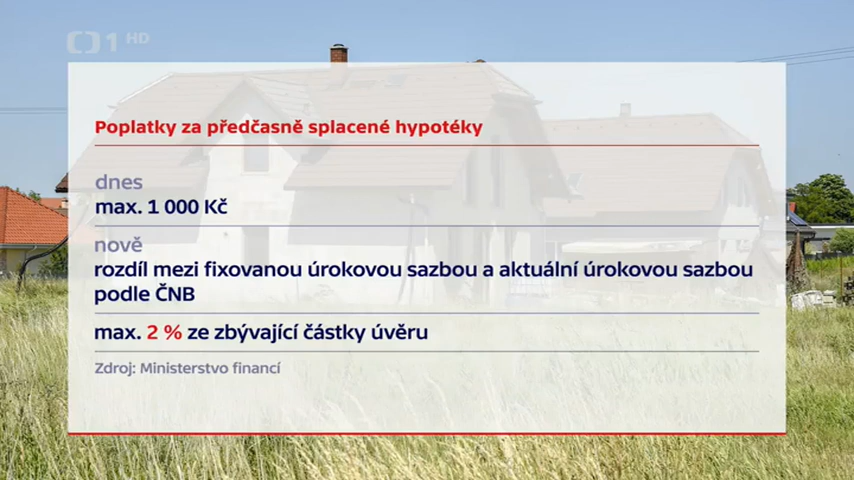 1 HD
Poplatky za předčasně splacené hypotéky
dnes
max. 1 000 Kč
nově
rozdíl mezi fixovanou úrokovou sazbou a aktuální úrokovou sazbou
podle ČNB
max. 2 % ze zbývající částky úvěru
Zdroj: Ministerstvo financí